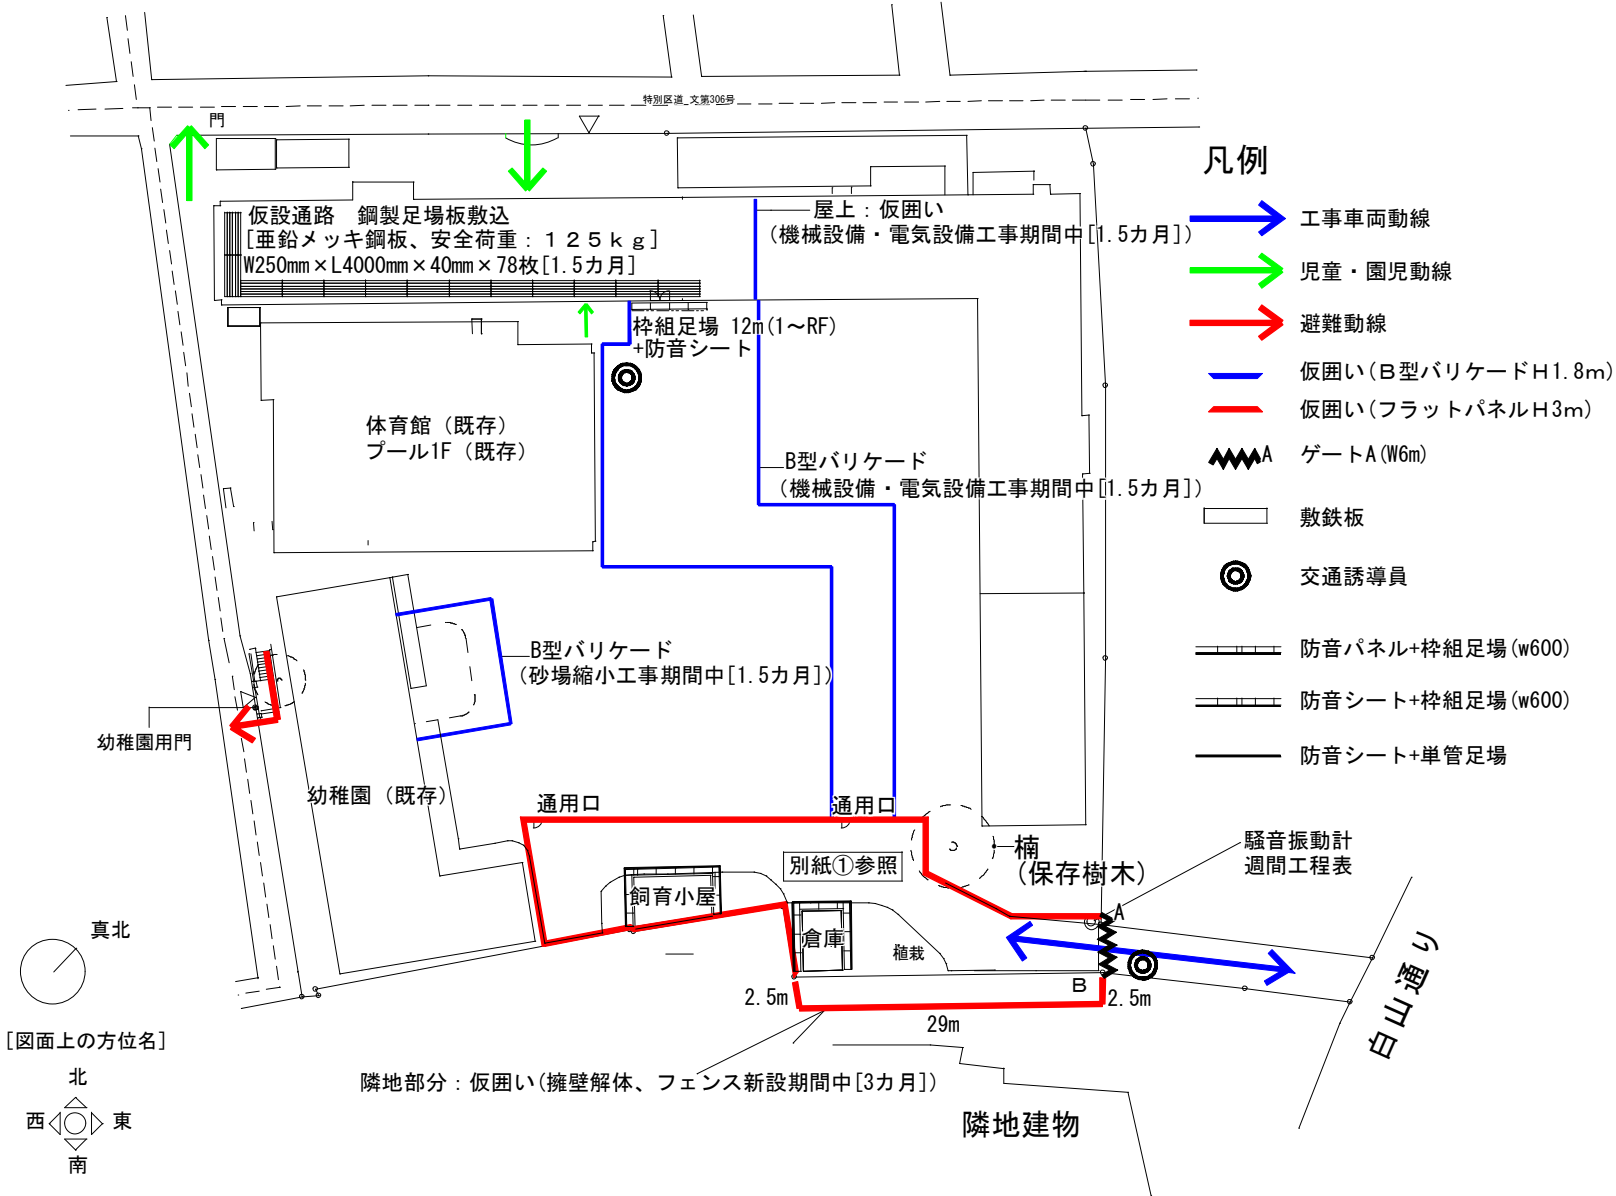 特別区道 文第306号
門
仮設通路　鋼製足場板敷込
[亜鉛メッキ鋼板、安全荷重：１２５ｋｇ]
W250mm×L4000mm×40mm×78枚[1.5カ月]
屋上：仮囲い
(機械設備・電気設備工事期間中[1.5カ月])
枠組足場 12m(1～RF)
+防音シート
体育館（既存）
プール1F（既存）
B型バリケード
(機械設備・電気設備工事期間中[1.5カ月])
B型バリケード
(砂場縮小工事期間中[1.5カ月])
幼稚園用門
幼稚園（既存）
通用口
通用口
別紙①参照
楠
(保存樹木)
騒音振動計
週間工程表
飼育小屋
倉庫
植栽
A
B
2.5m
2.5m
29m
白山通り
隣地部分：仮囲い(擁壁解体、フェンス新設期間中[3カ月])
隣地建物
真北
[図面上の方位名]
北
西
東
南
凡例
工事車両動線
児童・園児動線
避難動線
仮囲い(Ｂ型バリケードＨ1.8ｍ)
仮囲い(フラットパネルＨ3ｍ)
A
ゲートA(W6m)
敷鉄板
交通誘導員
防音パネル+枠組足場(w600)
防音シート+枠組足場(w600)
防音シート+単管足場